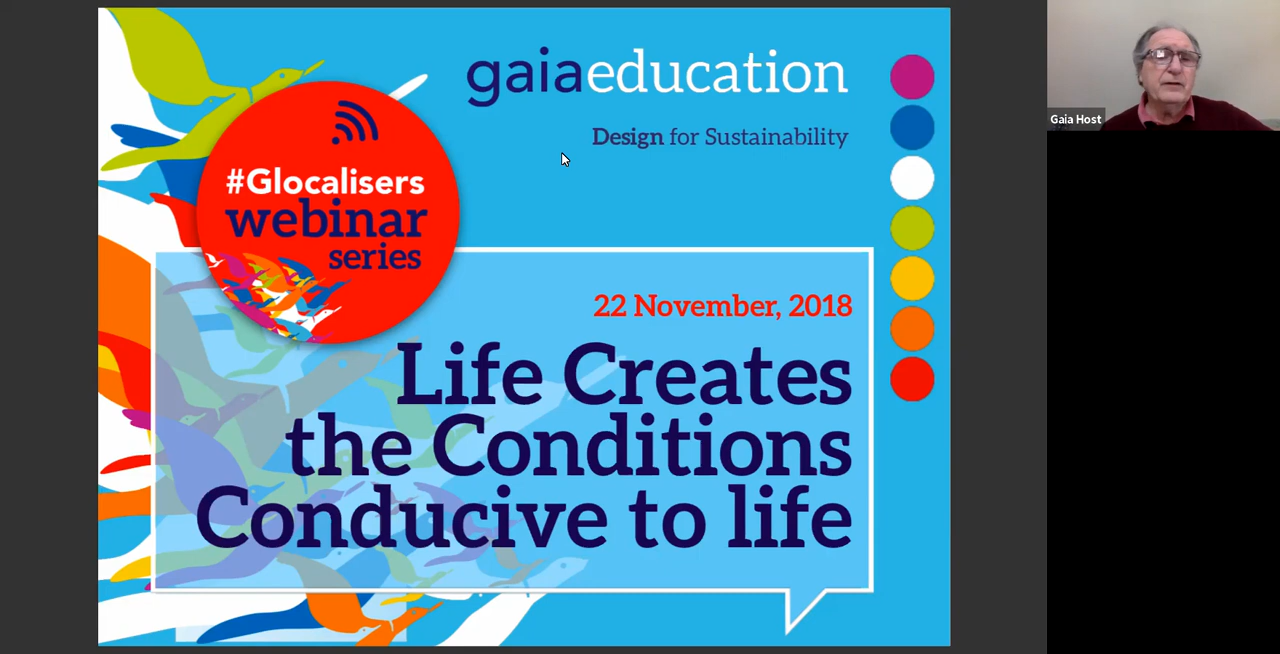 gaiaeducation
Design for Sustainability
#Glocalisers
webinar
series
22 November, 2018
Life Creates
the Conditions
Conducive to life
Gaia Host